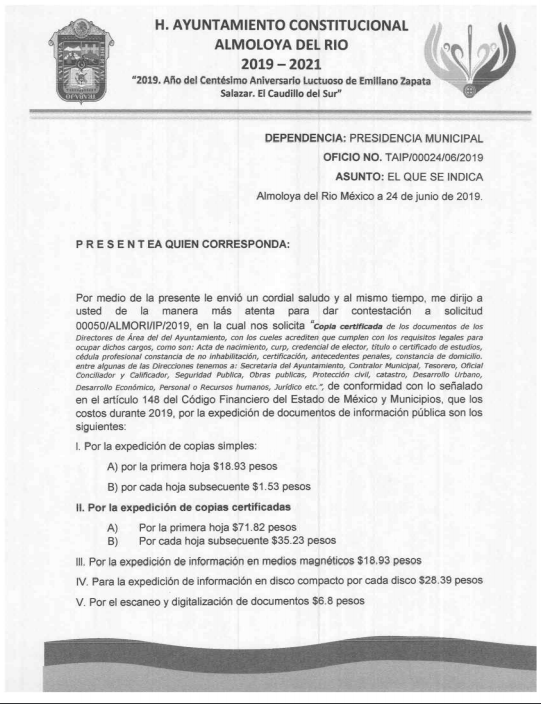 H. AYUNTAMIENTO CONSTITUCIONAL
ALMOLOYA DEL RIO
2019 – 2021
"2019. Año del Centésimo Aniversario Luctuoso de Emiliano Zapata
Salazar. El Caudillo del Sur"
DEPENDENCIA: PRESIDENCIA MUNICIPAL
OFICIO NO. TAIP/00024/06/2019
ASUNTO: EL QUE SE INDICA
Almoloya del Rio México a 24 de junio de 2019.
P R E S E N T EA QUIEN CORRESPONDA:
Por medio de la presente le envió un cordial saludo y al mismo tiempo, me dirijo a
usted de la manera más atenta para dar contestación a solicitud
00050/ALMORI/IP/2019, en la cual nos solicita "Copia certificada de los documentos de los
Directores de Área del del Ayuntamiento, con los cueles acrediten que cumplen con los requisitos legales para
ocupar dichos cargos, como son: Acta de nacimiento, curp, credencial de elector, título o certificado de estudios,
cédula profesional constancia de no inhabilitación, certificación, antecedentes penales, constancia de domicilio.
entre algunas de las Direcciones tenemos a: Secretaria del Ayuntamiento, Contralor Municipal, Tesorero, Oficial
Conciliador y Calificador, Seguridad Publica, Obras publicas, Protección civil, catastro, Desarrollo Urbano,
Desarrollo Económico, Personal o Recursos humanos, Jurídico etc.", de conformidad con lo señalado
en el artículo 148 del Código Financiero del Estado de México y Municipios, que los
costos durante 2019, por la expedición de documentos de información pública son los
siguientes:
I. Por la expedición de copias simples:
A) por la primera hoja $18.93 pesos
B) por cada hoja subsecuente $1.53 pesos
II. Por la expedición de copias certificadas
A) Por la primera hoja $71.82 pesos
B) Por cada hoja subsecuente $35.23 pesos
III. Por la expedición de información en medios magnéticos $18.93 pesos
IV. Para la expedición de información en disco compacto por cada disco $28.39 pesos
V. Por el escaneo y digitalización de documentos $6.8 pesos